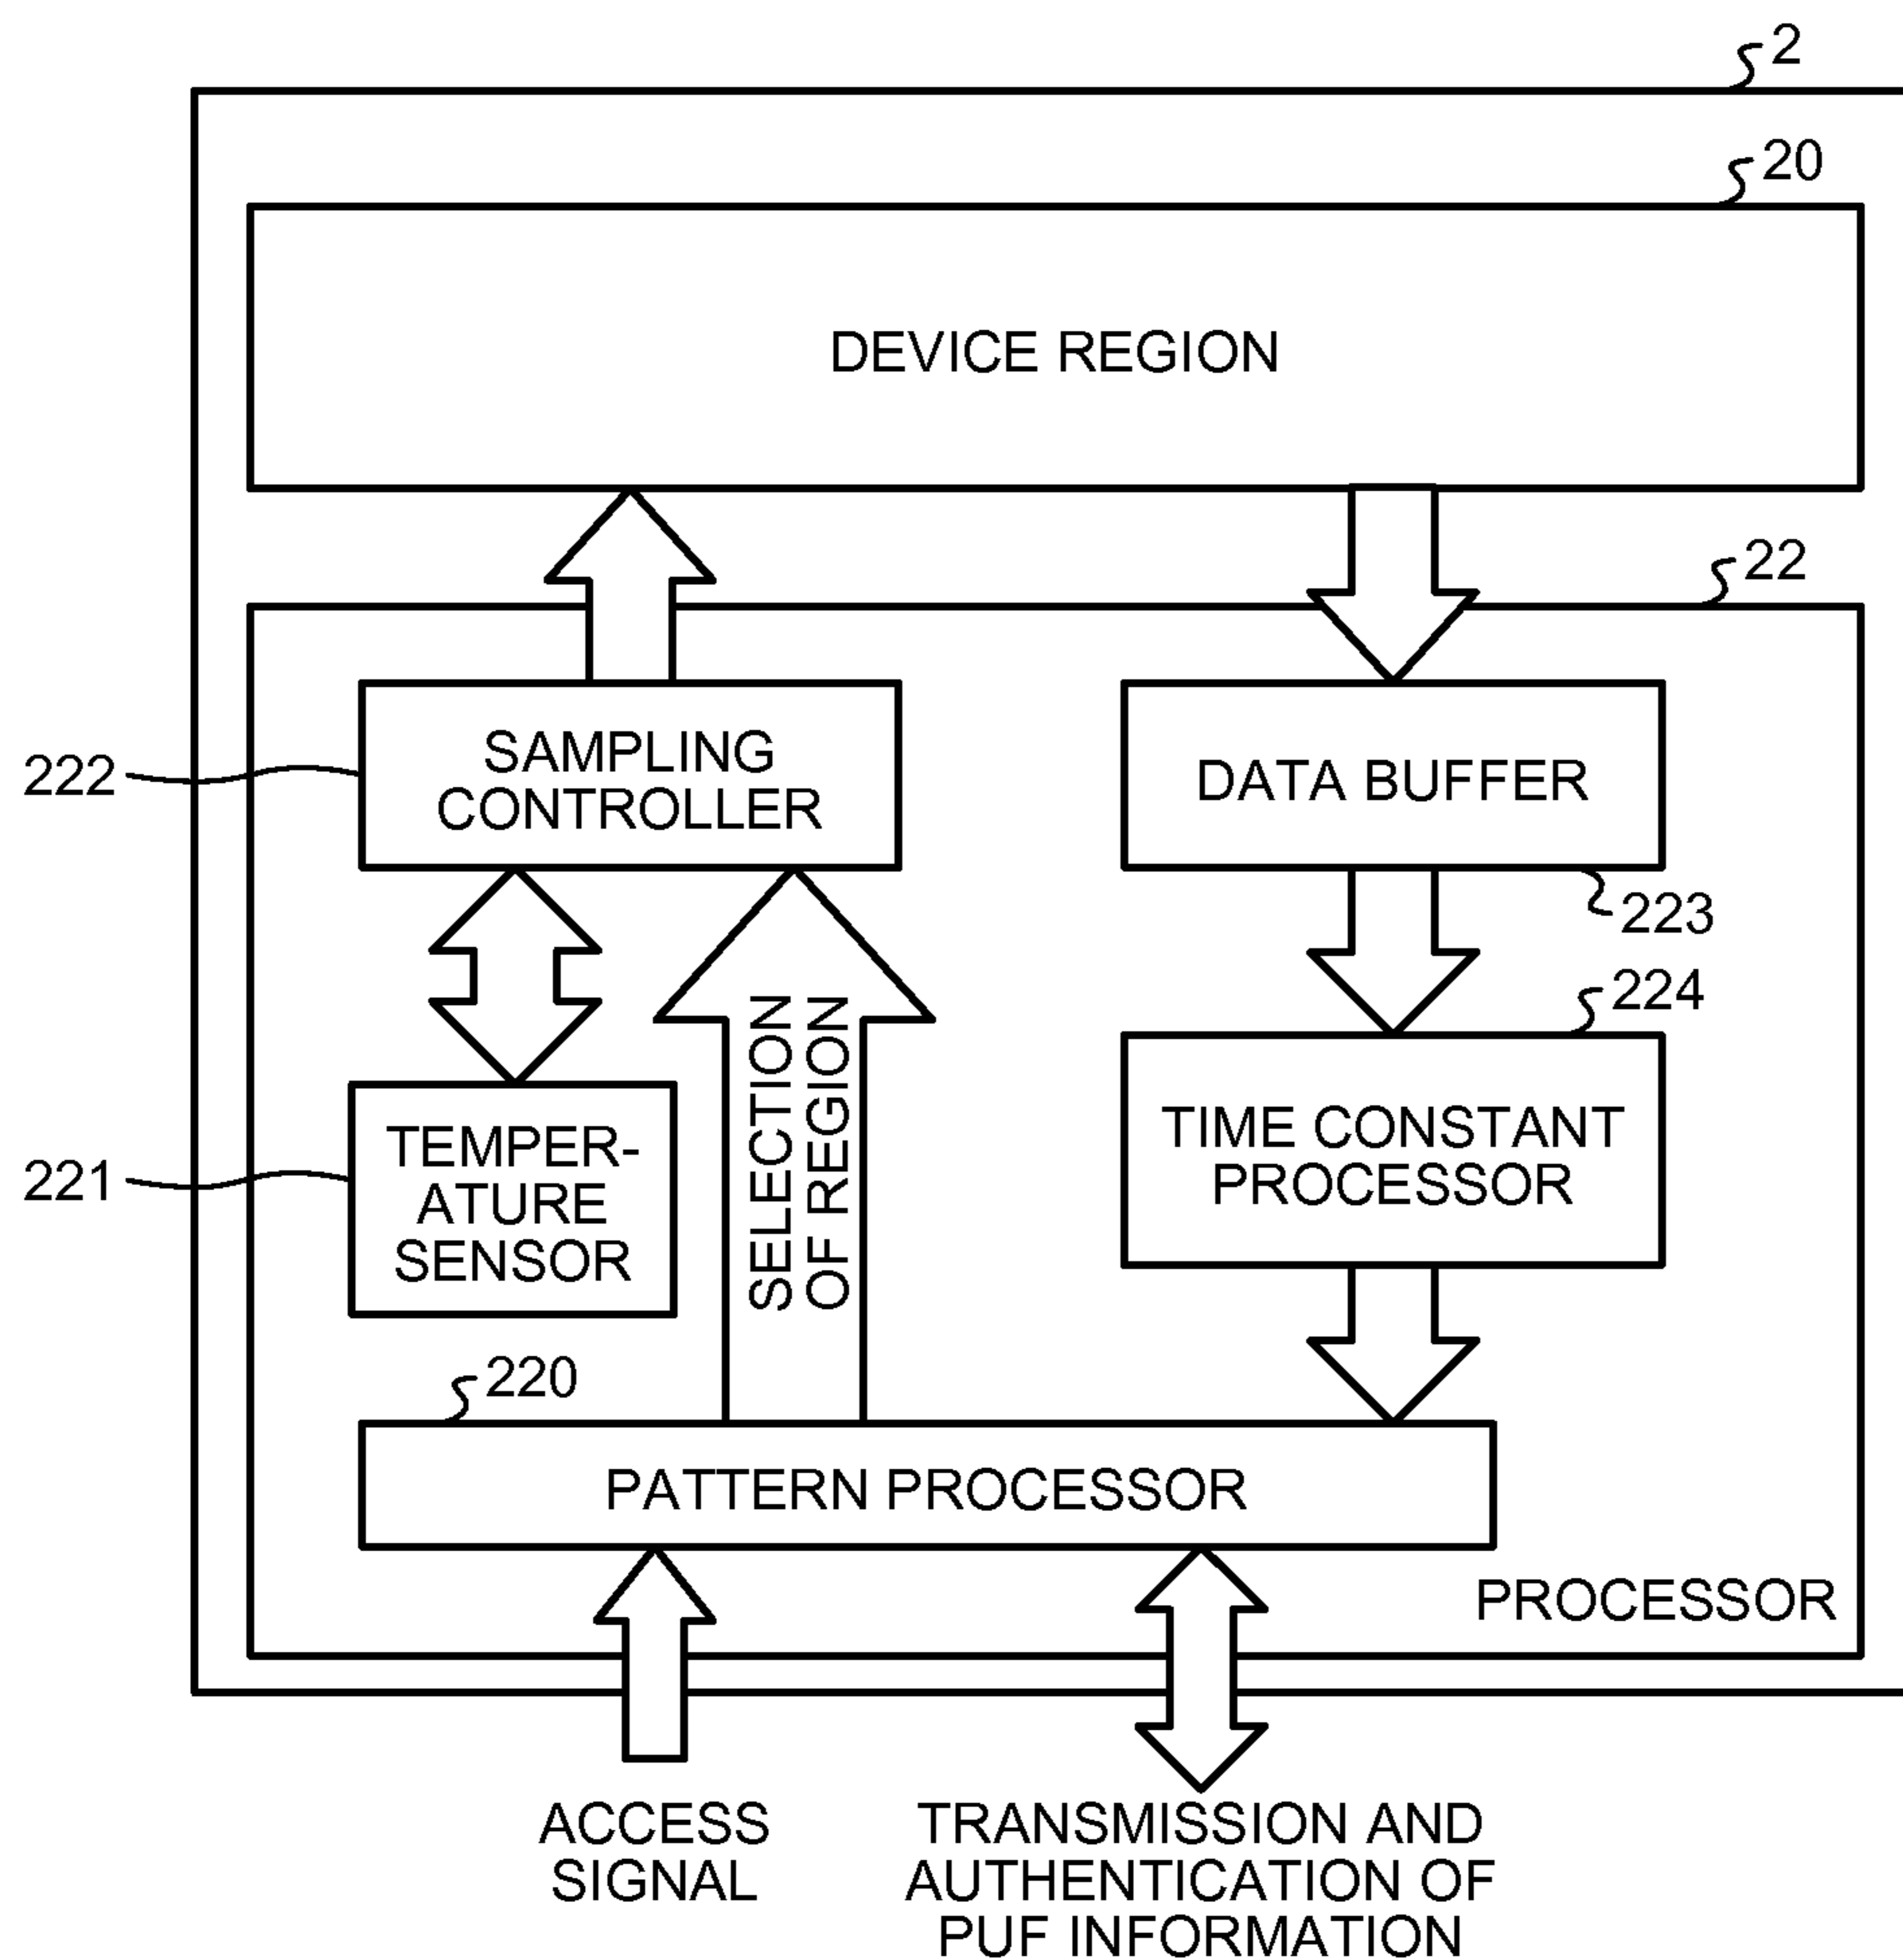 2
20
DEVICE REGION
22
SAMPLING
CONTROLLER
222
DATA BUFFER
223
224
SELECTION
OF REGION
TIME CONSTANT
PROCESSOR
TEMPER-
ATURE
SENSOR
221
220
PATTERN PROCESSOR
PROCESSOR
ACCESS
SIGNAL
TRANSMISSION AND
AUTHENTICATION OF
PUF INFORMATION